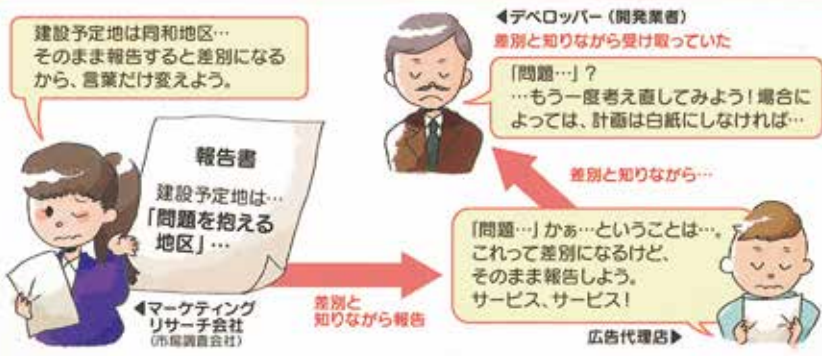 建設予定地は同和地区…
そのまま報告すると差別になる
から、言葉だけ変えよう。
報告書
建設予定地は…
「問題を抱える
地区」…
◀マーケティング
リサーチ会社
(市場調査会社)
差別と
知りながら報告
◀デベロッパー(開発業者)
差別と知りながら受け取っていた
「問題…」?
…もう一度考え直してみよう!場合に
よっては、計画は白紙にしなければ…
差別と知りながら…
「問題…」かぁ…ということは…。
これって差別になるけど、
そのまま報告しよう。
サービス、サービス!
広告代理店▶